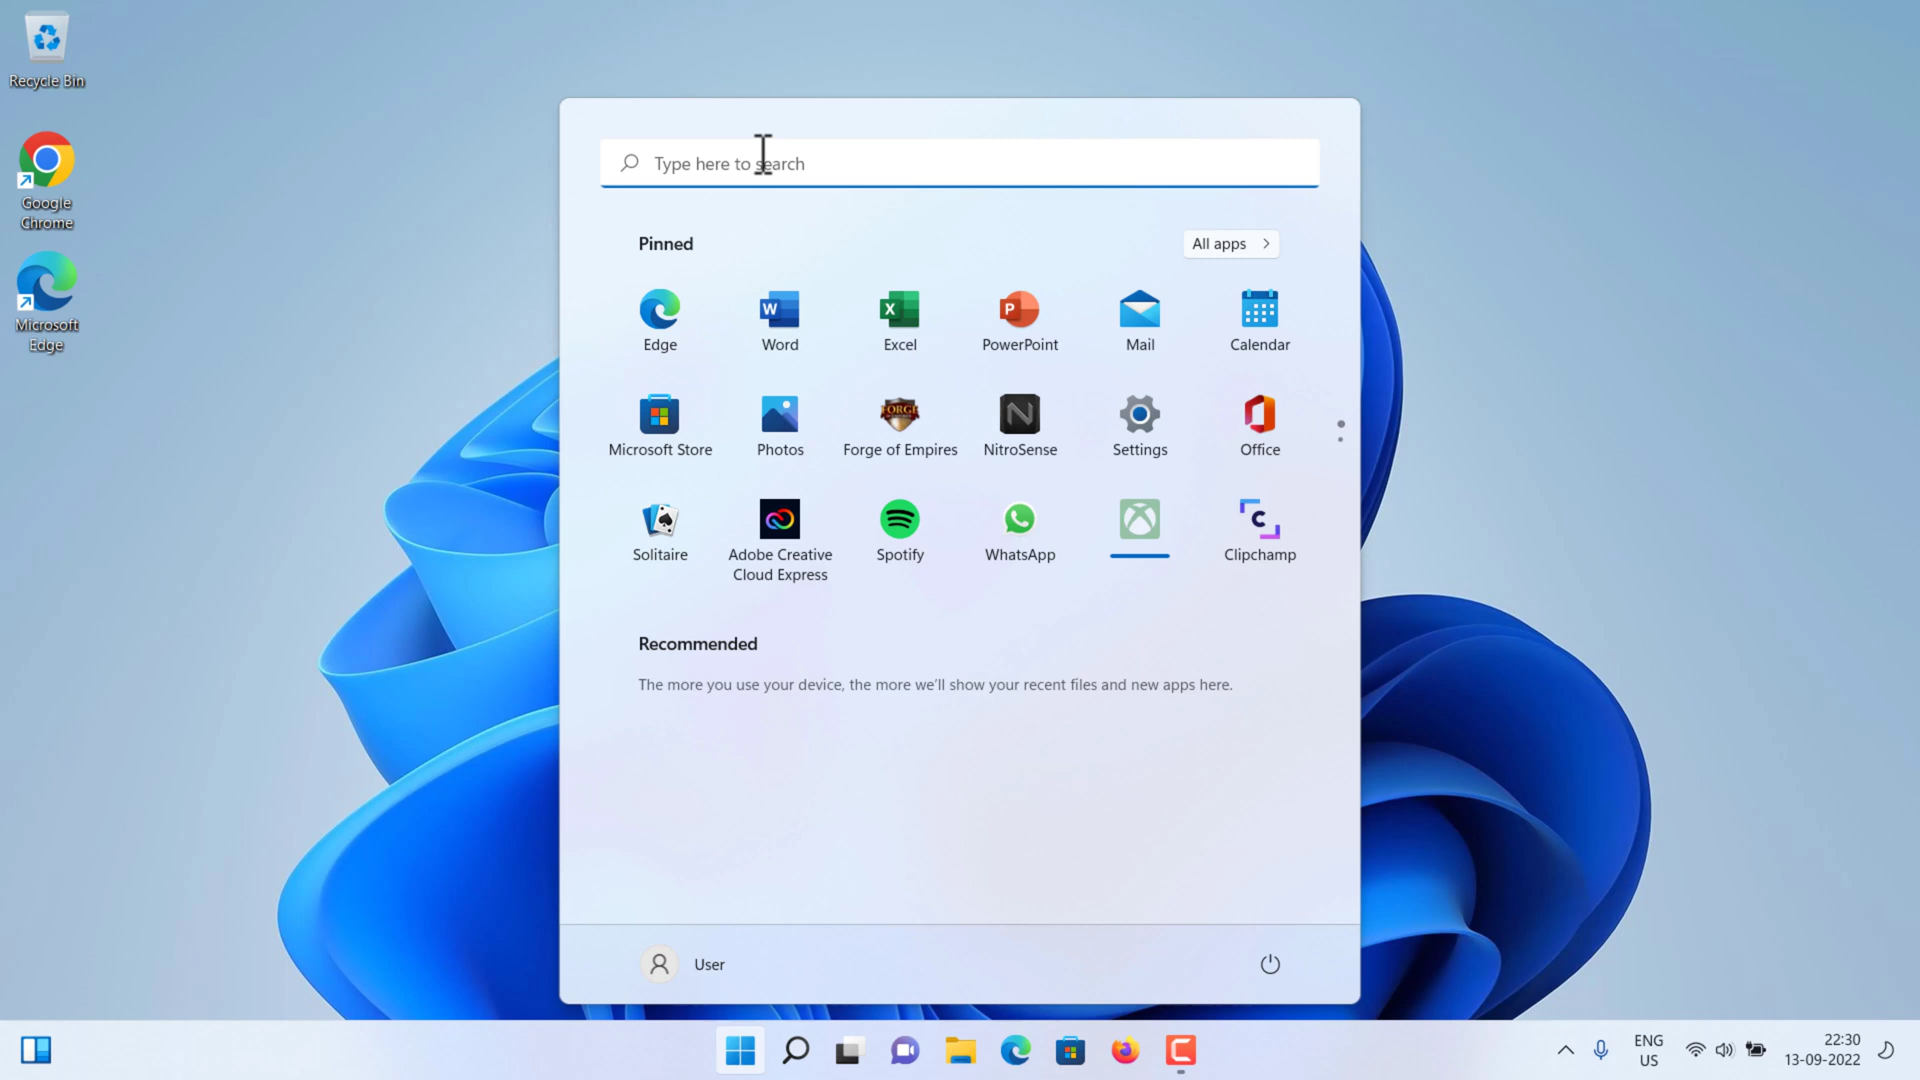 Recycle Bin
Google
Chrome
Microsoft
Edge
Type here to search
Pinned
All apps
Edge
Word
Excel
PowerPoint
Mail
Calendar
Microsoft Store
Photos
Forge of Empires
NitroSense
Settings
Office
Solitaire
Adobe Creative
Cloud Express
Spotify
WhatsApp
Clipchamp
Recommended
The more you use your device, the more we'll show your recent files and new apps here.
User
ENG
US
22:30
13-09-2022